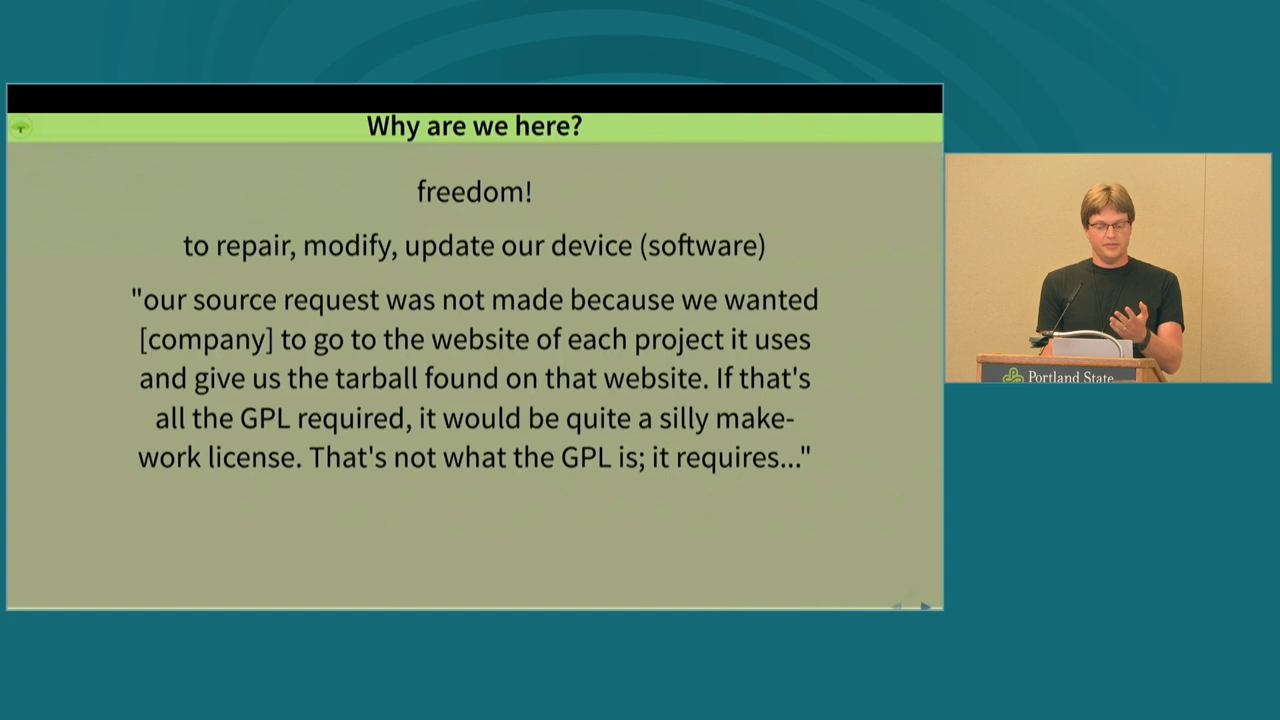 Why are we here?
freedom!
to repair, modify, update our device (software)
"our source request was not made because we wanted
[company] to go to the website of each project it uses
and give us the tarball found on that website. If that's
all the GPL required, it would be quite a silly make-
work license. That's not what the GPL is; it requires..."
Portland State